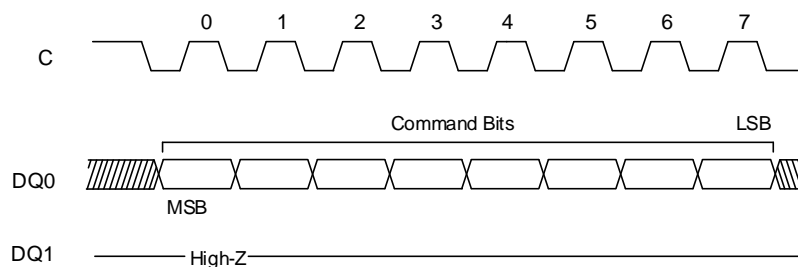 0 1 2 3 4 5 6 7
C
Command Bits LSB
DQ0
MSB
DQ1 High-Z